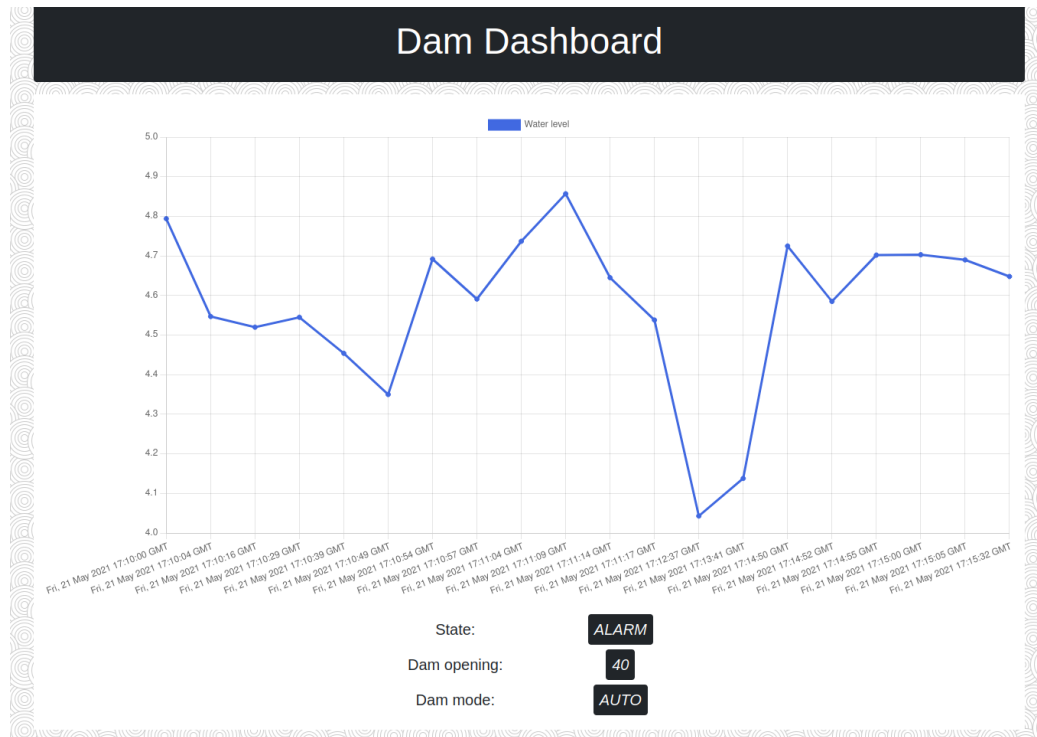 Dam Dashboard
Water level
5.0
4.9
4.8
4.7
4.6
4.5
4.4
4.3
4.2
4.1
4.0
Fri, 21 May 2021 17:10:00 GMT
Fri, 21 May 2021 17:10:04 GMT
Fri, 21 May 2021 17:10:16 GMT
Fri, 21 May 2021 17:10:29 GMT
Fri, 21 May 2021 17:10:39 GMT
Fri, 21 May 2021 17:10:49 GMT
Fri, 21 May 2021 17:10:54 GMT
Fri, 21 May 2021 17:10:57 GMT
Fri, 21 May 2021 17:11:04 GMT
Fri, 21 May 2021 17:11:09 GMT
Fri, 21 May 2021 17:11:14 GMT
Fri, 21 May 2021 17:11:17 GMT
Fri, 21 May 2021 17:12:37 GMT
Fri, 21 May 2021 17:13:41 GMT
Fri, 21 May 2021 17:14:50 GMT
Fri, 21 May 2021 17:14:52 GMT
Fri, 21 May 2021 17:14:55 GMT
Fri, 21 May 2021 17:15:00 GMT
Fri, 21 May 2021 17:15:05 GMT
Fri, 21 May 2021 17:15:32 GMT
State: ALARM
Dam opening: 40
Dam mode: AUTO